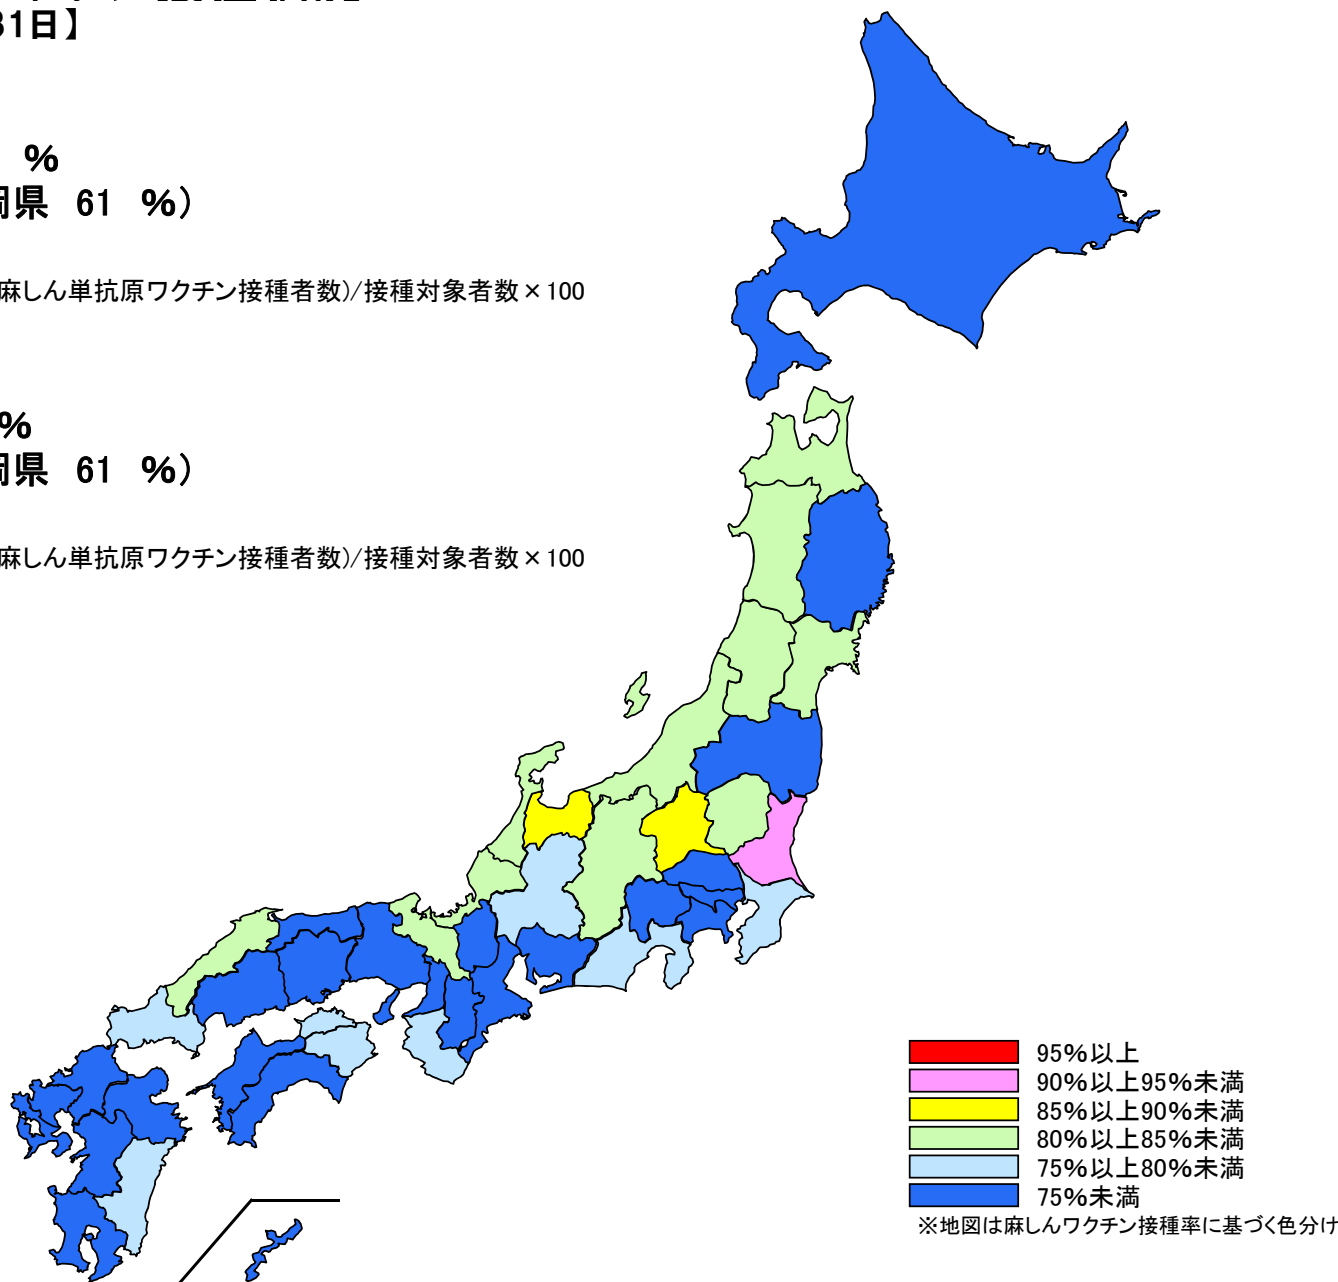 31日】
%
岡県 61 %)
麻しん単抗原ワクチン接種者数)/接種対象者数×100
%
岡県 61 %)
麻しん単抗原ワクチン接種者数)/接種対象者数×100
95%以上
90%以上95%未満
85%以上90%未満
80%以上85%未満
75%以上80%未満
75%未満
※地図は麻しんワクチン接種率に基づく色分け